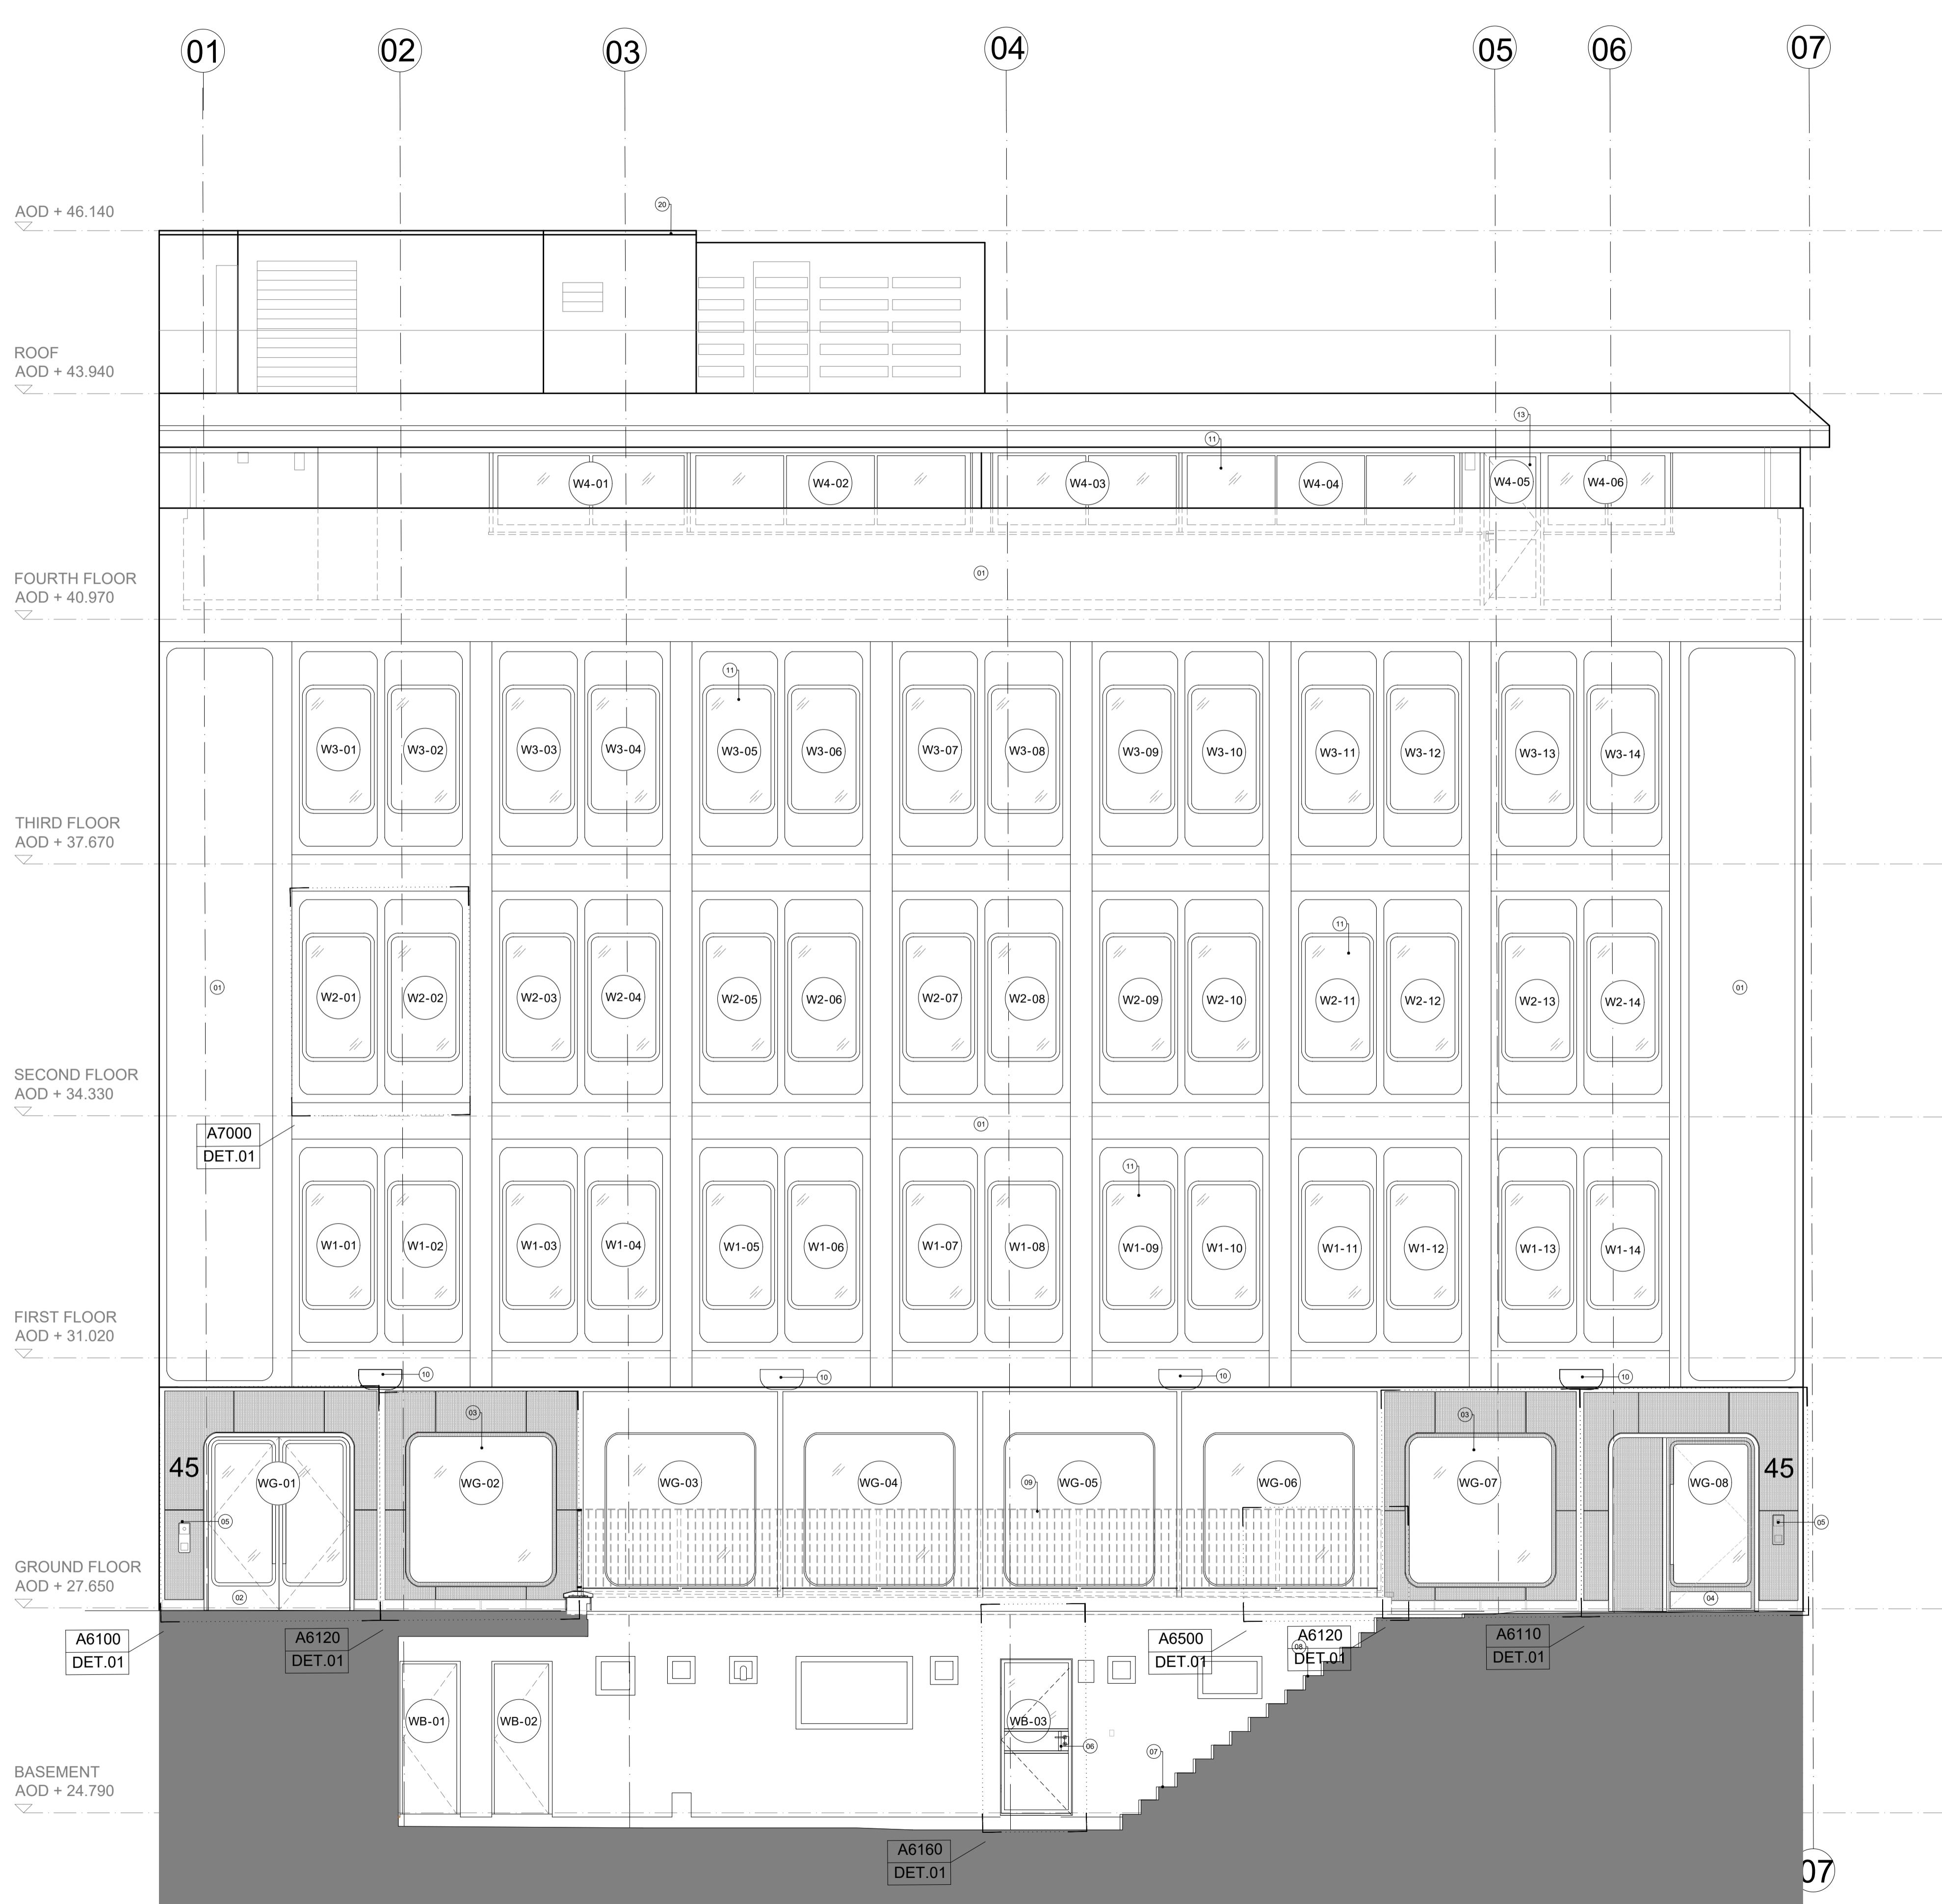 01 02 03 04 05 06 07
AOD + 46.140
20
ROOF
AOD + 43.940
13
11
W4-01 W4-02 W4-03 W4-04 W4-05 W4-06
FOURTH FLOOR
AOD + 40.970
01
11
W3-01 W3-02 W3-03 W3-04 W3-05 W3-06 W3-07 W3-08 W3-09 W3-10 W3-11 W3-12 W3-13 W3-14
THIRD FLOOR
AOD + 37.670
11
01 01
W2-01 W2-02 W2-03 W2-04 W2-05 W2-06 W2-07 W2-08 W2-09 W2-10 W2-11 W2-12 W2-13 W2-14
SECOND FLOOR
AOD + 34.330
01
A7000
DET.01
11
W1-01 W1-02 W1-03 W1-04 W1-05 W1-06 W1-07 W1-08 W1-09 W1-10 W1-11 W1-12 W1-13 W1-14
FIRST FLOOR
AOD + 31.020
10 10 10 10
03 03
45 45
WG-01 WG-02 WG-03 WG-04 WG-05 WG-06 WG-07 WG-08
09
05 05
GROUND FLOOR
AOD + 27.650
02 04
A6100
DET.01
A6120
DET.01
A6500
DET.01
A6120
DET.01
08
A6110
DET.01
WB-01 WB-02 WB-03
06 07
BASEMENT
AOD + 24.790
A6160
DET.01
07